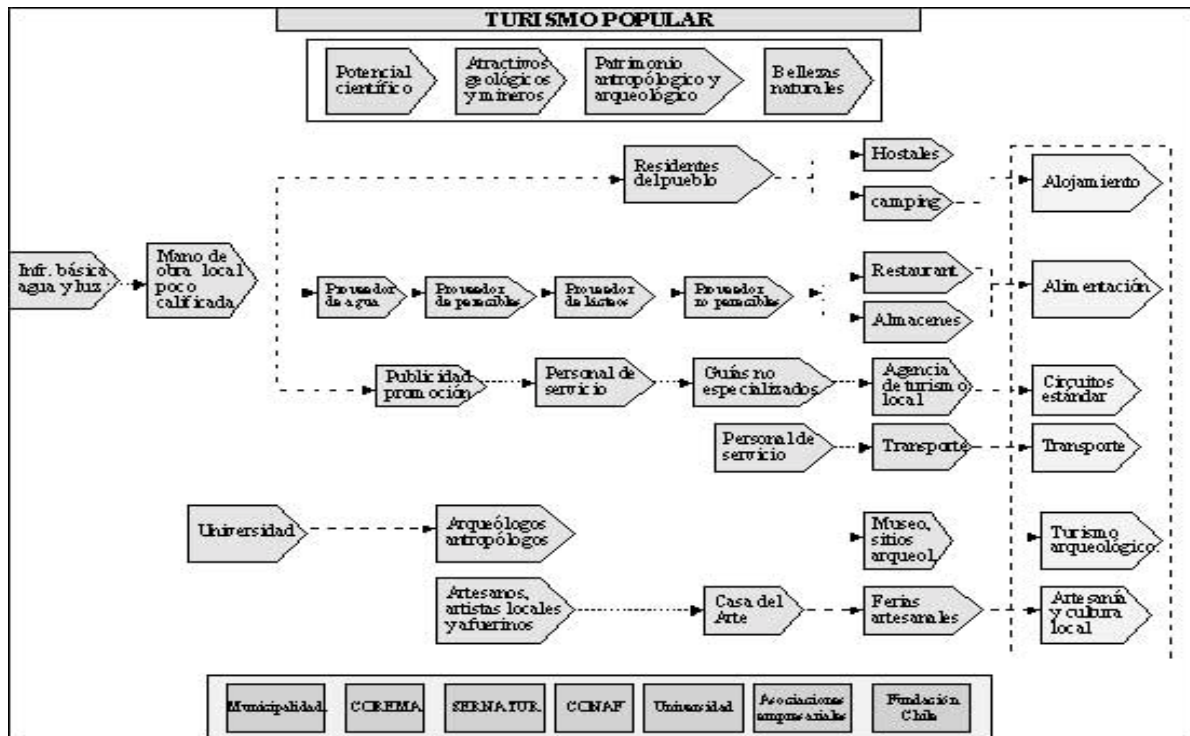 TURISMO POPULAR
Potencial
científico
Atractivos
geológicos
y mineros
Patrimonio
antropólogico y
arqueológico
Bellezas
naturales
Residentes
del pueblo
Hostales
camping
Alojamiento
Infr. básica
agua y luz
Mano de
obra local
poco
calificada
Proveedor
de agua
Proveedor
de perecibles
Proveedor
de lácteos
Proveedor
no perecibles
Restaurant.
Almacenes
Alimentación
Publicidad
promoción
Personal de
servicio
Guías no
especializados
Agencia
de turismo
local
Circuitos
estándar
Personal de
servicio
Transporte
Transporte
Universidad
Arqueólogos
antropólogos
Museo,
sitios
arqueol.
Turismo
arqueológico.
Artesanos,
artistas locales
y afuerinos
Casa del
Arte
Ferias
artesanales
Artesanía
y cultura
local
Municipalidad
COREMA
SERNATUR
CONAF
Universidad
Asociaciones
empresariales
Fundación
Chile